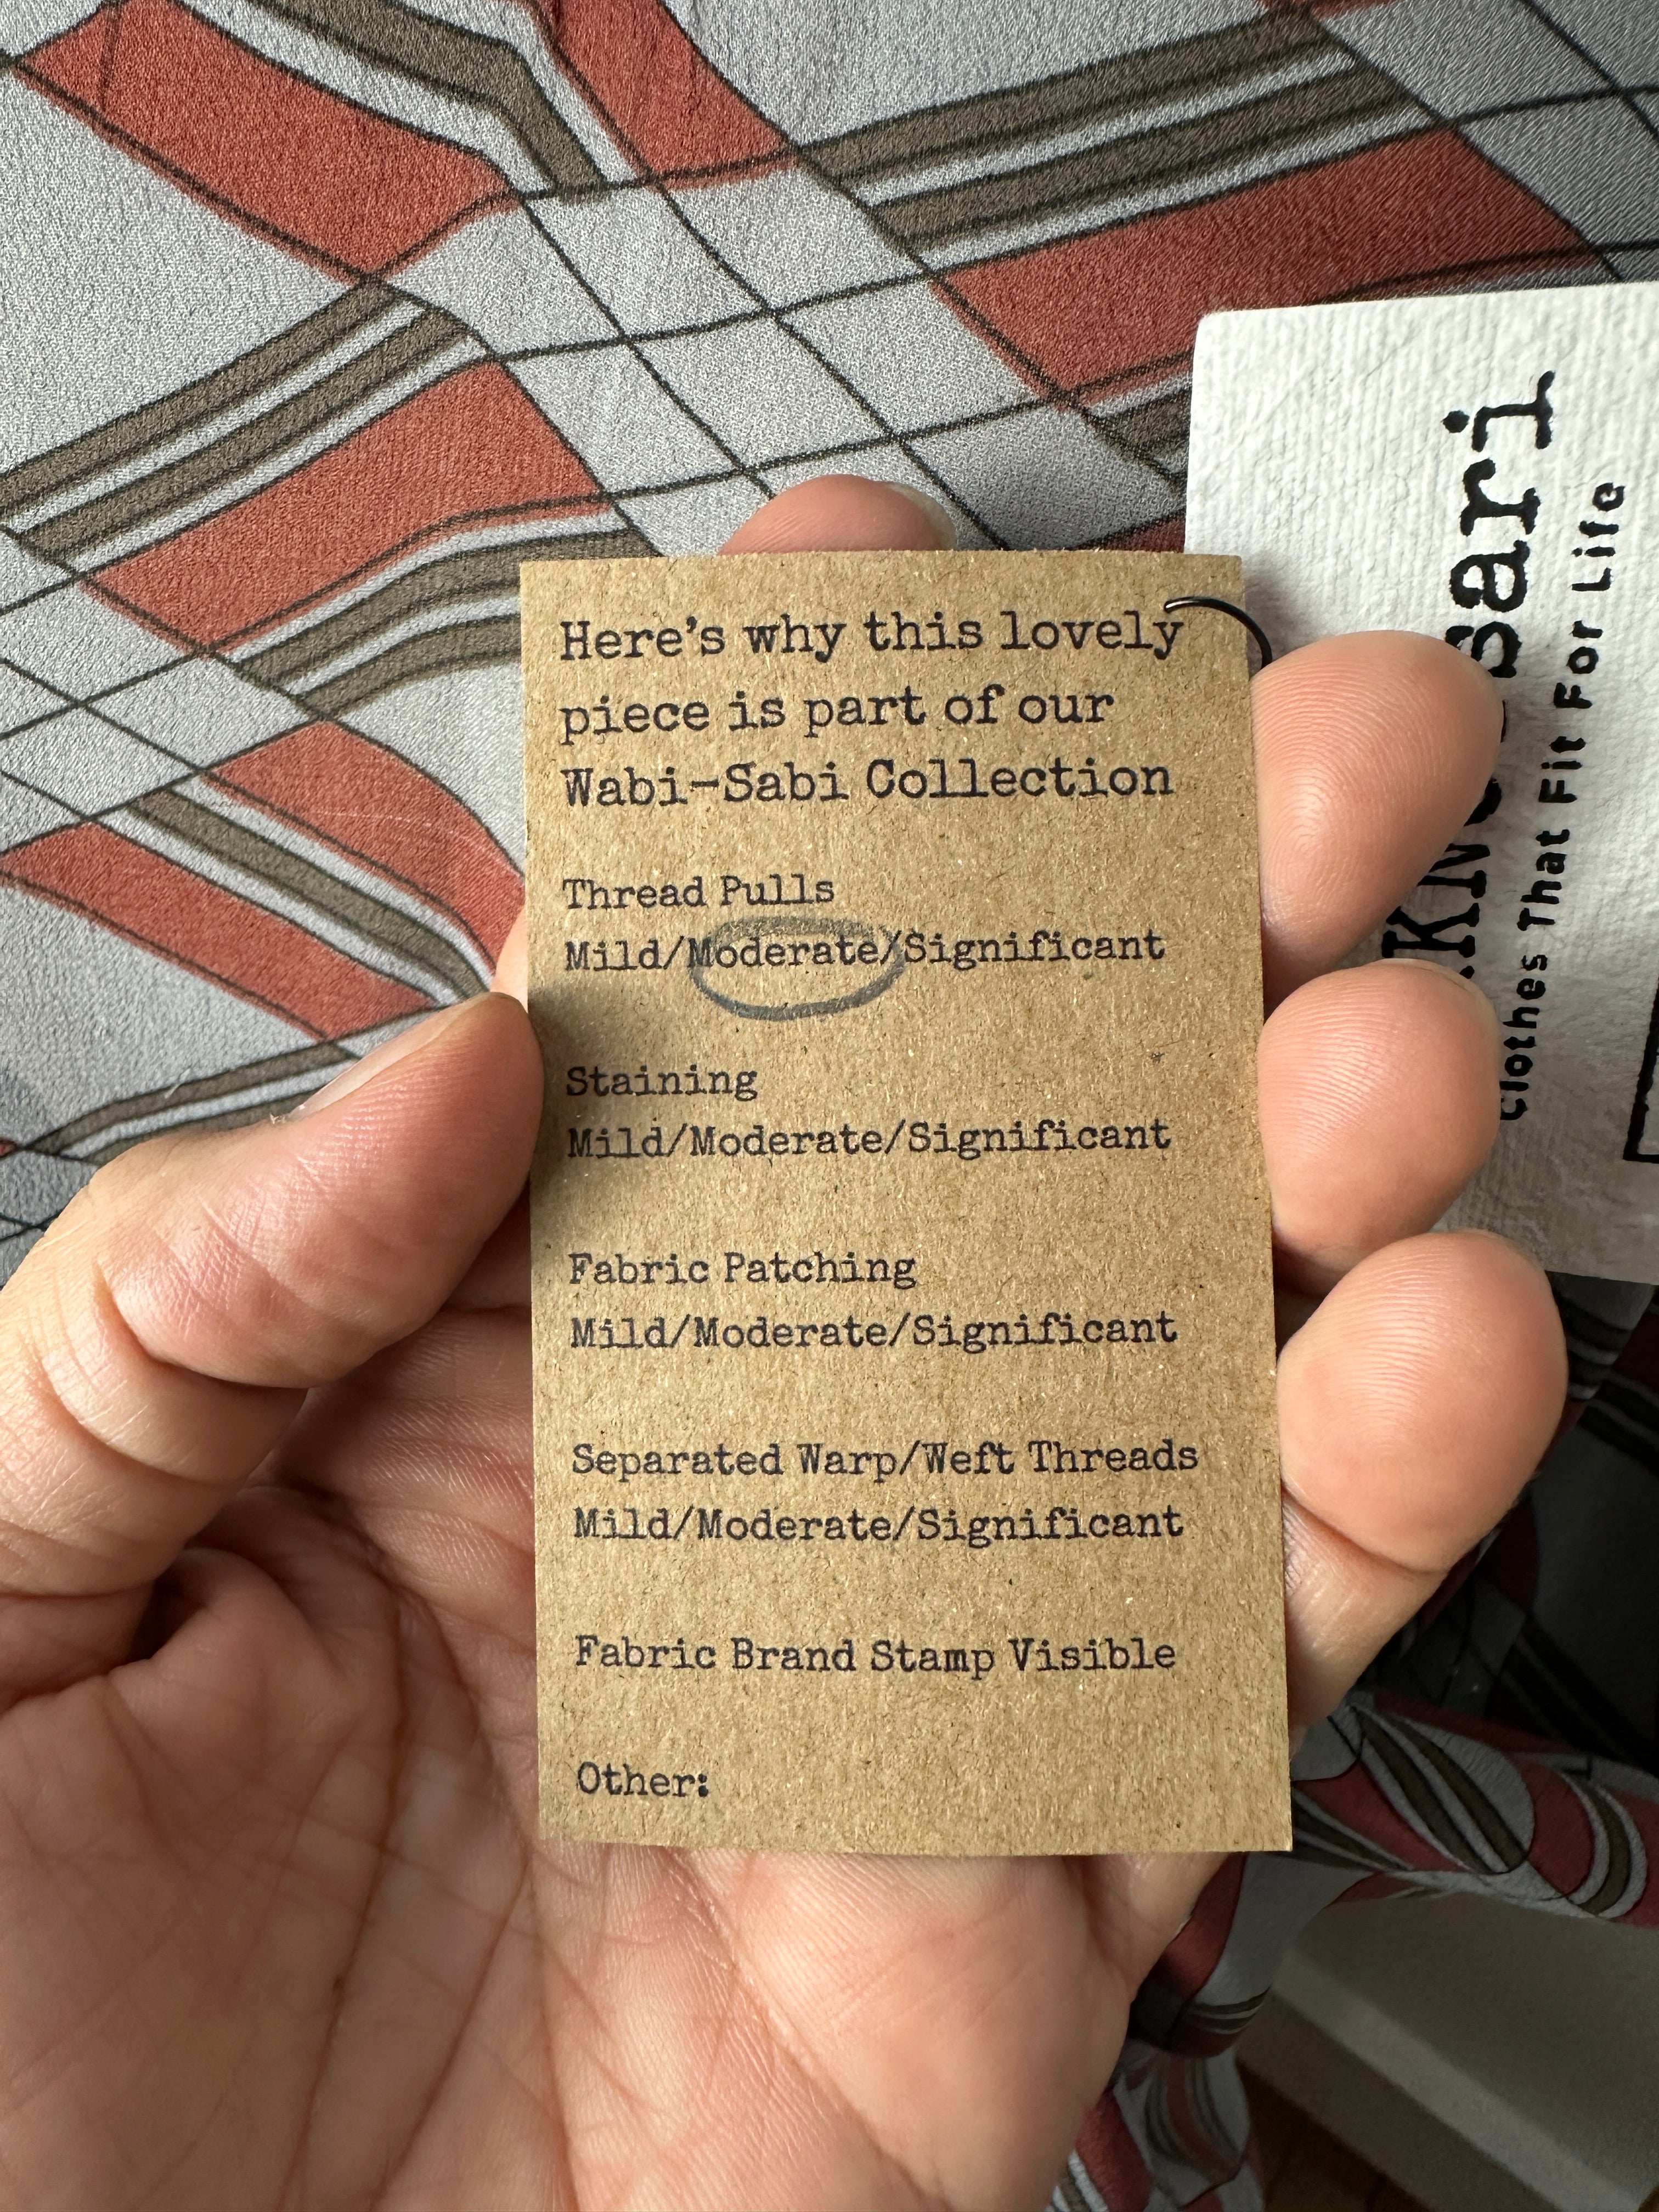 Here's why this lovely
piece is part of our
Wabi-Sabi Collection
Thread Pulls
Mild/Moderate/Significant
Staining
Mild/Moderate/Significant
Fabric Patching
Mild/Moderate/Significant
Separated Warp/Weft Threads
Mild/Moderate/Significant
Fabric Brand Stamp Visible
Other:
Clothes That Fit For Life